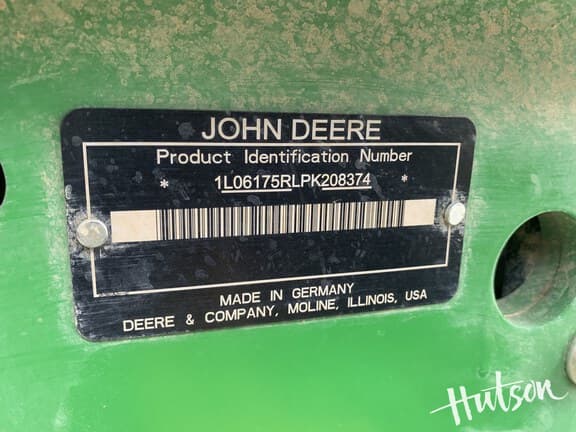 JOHN DEERE
Product Identification Number
* 1L06175RLPK208374 *
MADE IN GERMANY
DEERE & COMPANY, MOLINE, ILLINOIS, USA
Hutson